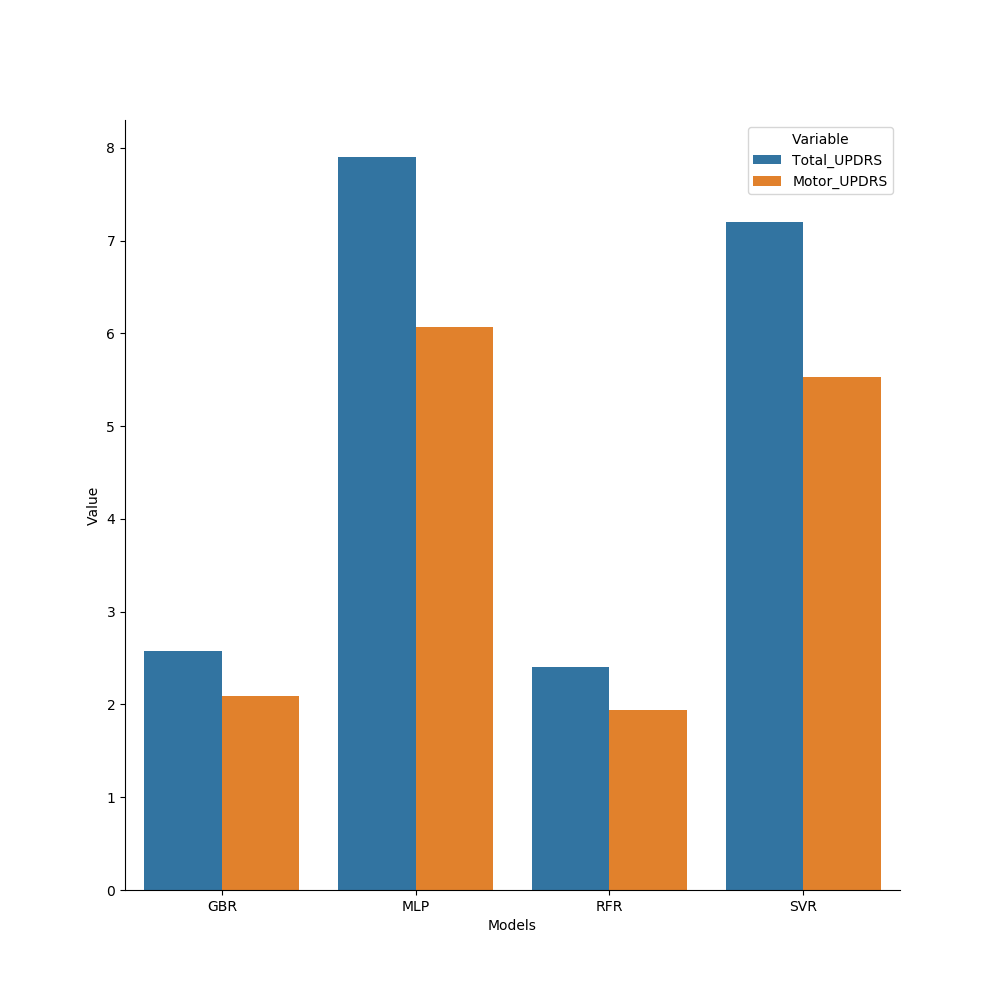 Variable
Total_UPDRS
Motor_UPDRS
8
7
6
5
4
3
2
1
0
Value
GBR MLP RFR SVR
Models